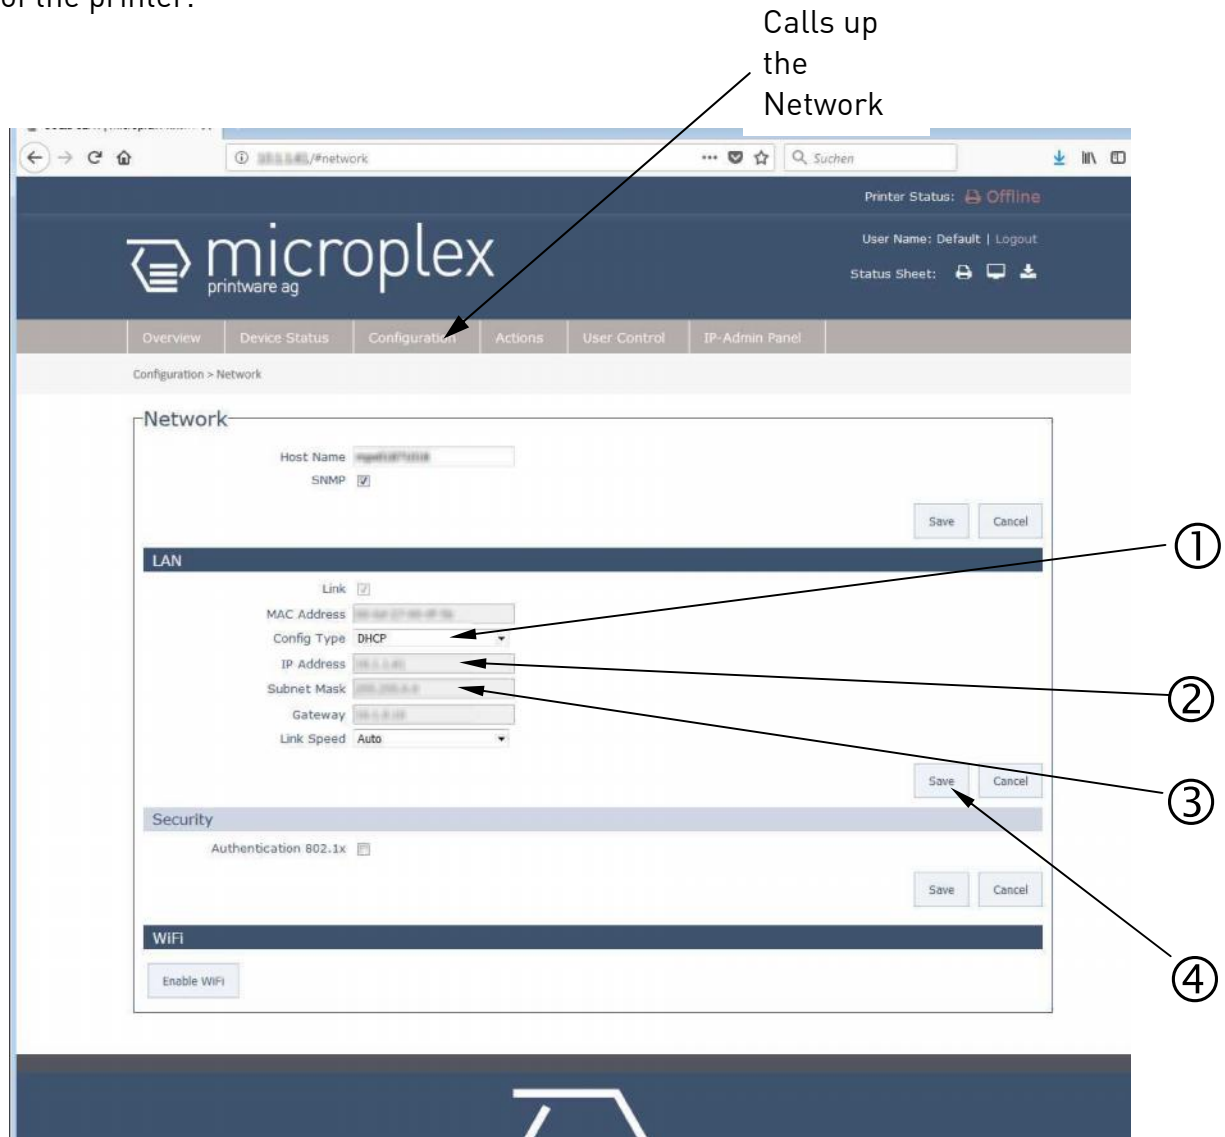 of the printer.
Calls up
the
Network
/#network
Suchen
Printer Status: Offline
microplex
printware ag
User Name: Default | Logout
Status Sheet:
Overview Device Status Configuration Actions User Control IP-Admin Panel
Configuration > Network
Network
Host Name
SNMP
Save Cancel
①
LAN
Link
MAC Address
Config Type DHCP
IP Address
Subnet Mask
②
Gateway
Link Speed Auto
Save Cancel
③
Security
Authentication 802.1x
Save Cancel
WiFi
④
Enable WiFi